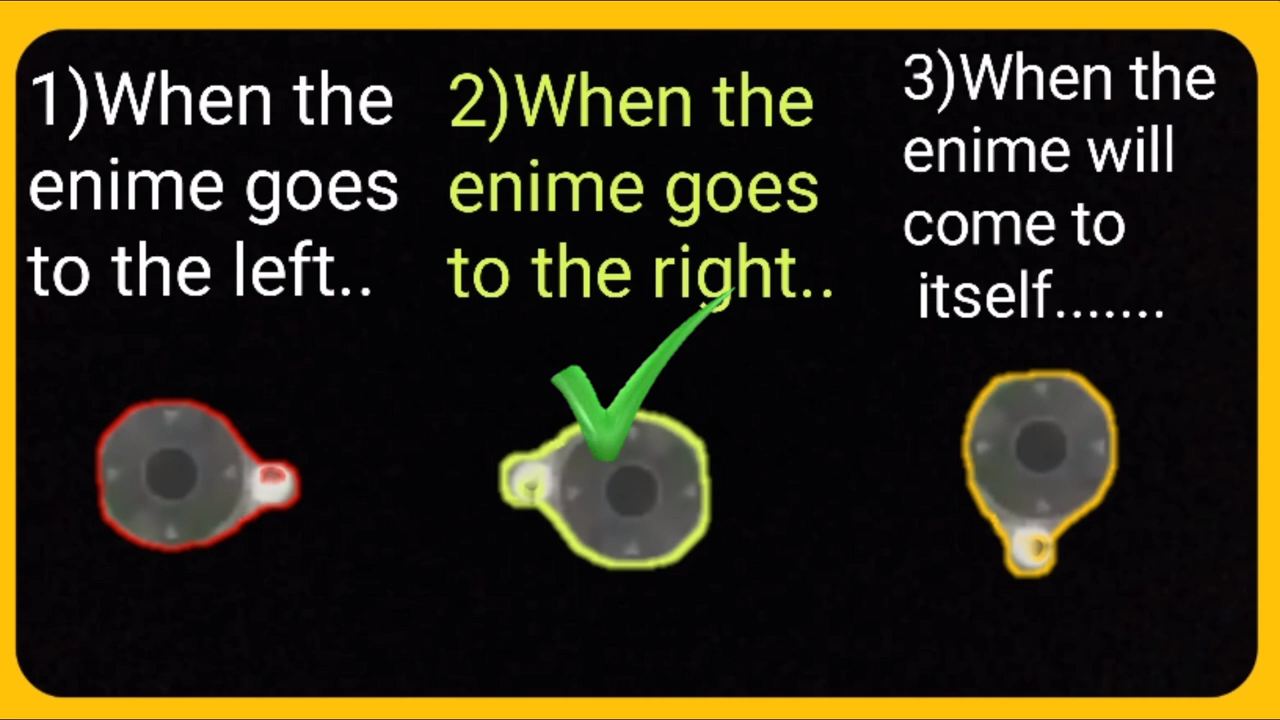 1)When the
enime goes
to the left..
2)When the
enime goes
to the right..
3)When the
enime will
come to
itself.......